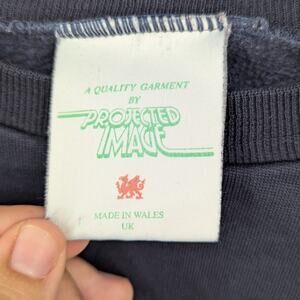 A QUALITY GARMENT
BY
PROJECTED
IMAGE
MADE IN WALES
UK